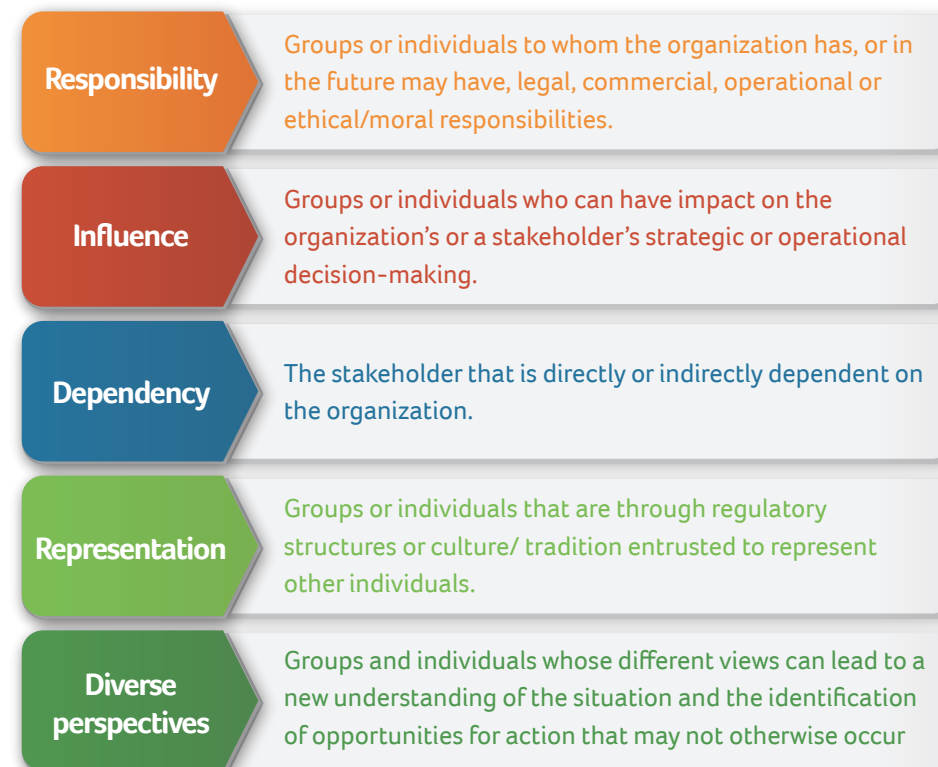 Responsibility
Groups or individuals to whom the organization has, or in
the future may have, legal, commercial, operational or
ethical/moral responsibilities.
Influence
Groups or individuals who can have impact on the
organization's or a stakeholder's strategic or operational
decision-making.
Dependency
The stakeholder that is directly or indirectly dependent on
the organization.
Representation
Groups or individuals that are through regulatory
structures or culture/ tradition entrusted to represent
other individuals.
Diverse
perspectives
Groups and individuals whose different views can lead to a
new understanding of the situation and the identification
of opportunities for action that may not otherwise occur